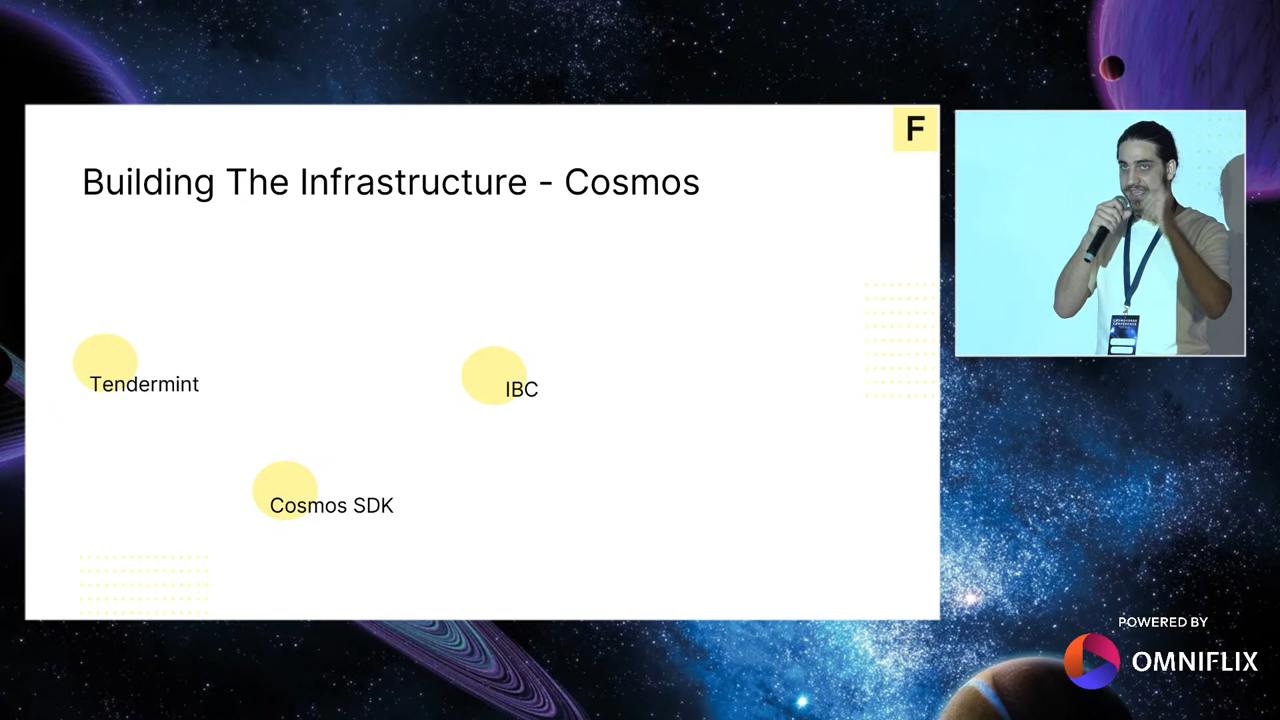 F
Building The Infrastructure - Cosmos
Tendermint
IBC
Cosmos SDK
POWERED BY
OMNIFLIX